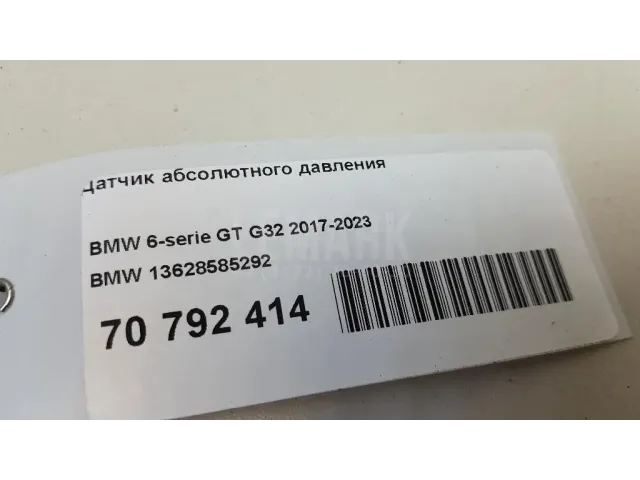 Датчик абсолютного давления
BMW 6-serie GT G32 2017-2023
BMW 13628585292
70 792 414